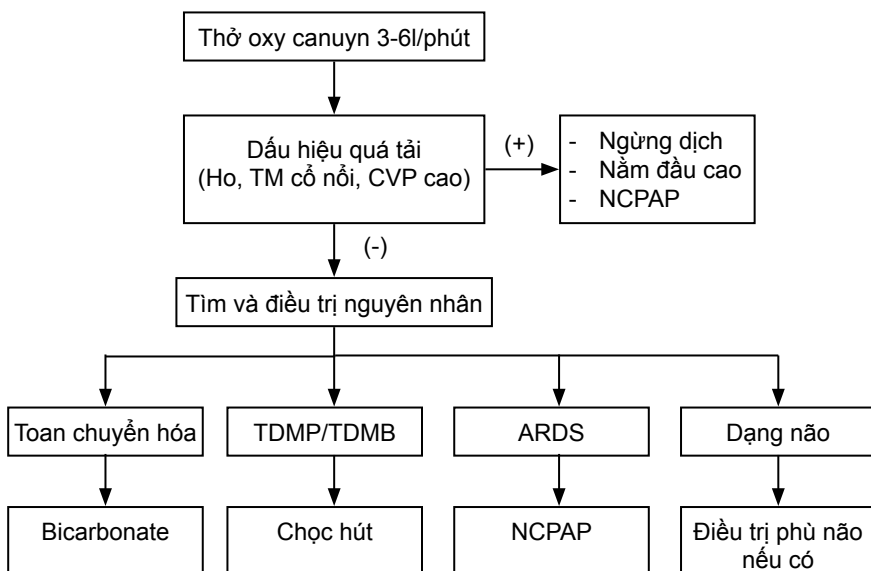 Thở oxy canuyn 3-6l/phút
Dấu hiệu quá tải
(Ho, TM cổ nổi, CVP cao)
(+)
- Ngừng dịch
- Nằm đầu cao
- NCPAP
(-)
Tìm và điều trị nguyên nhân
Toan chuyển hóa
TDMP/TDMB
ARDS
Dạng não
Bicarbonate
Chọc hút
NCPAP
Điều trị phù não
nếu có